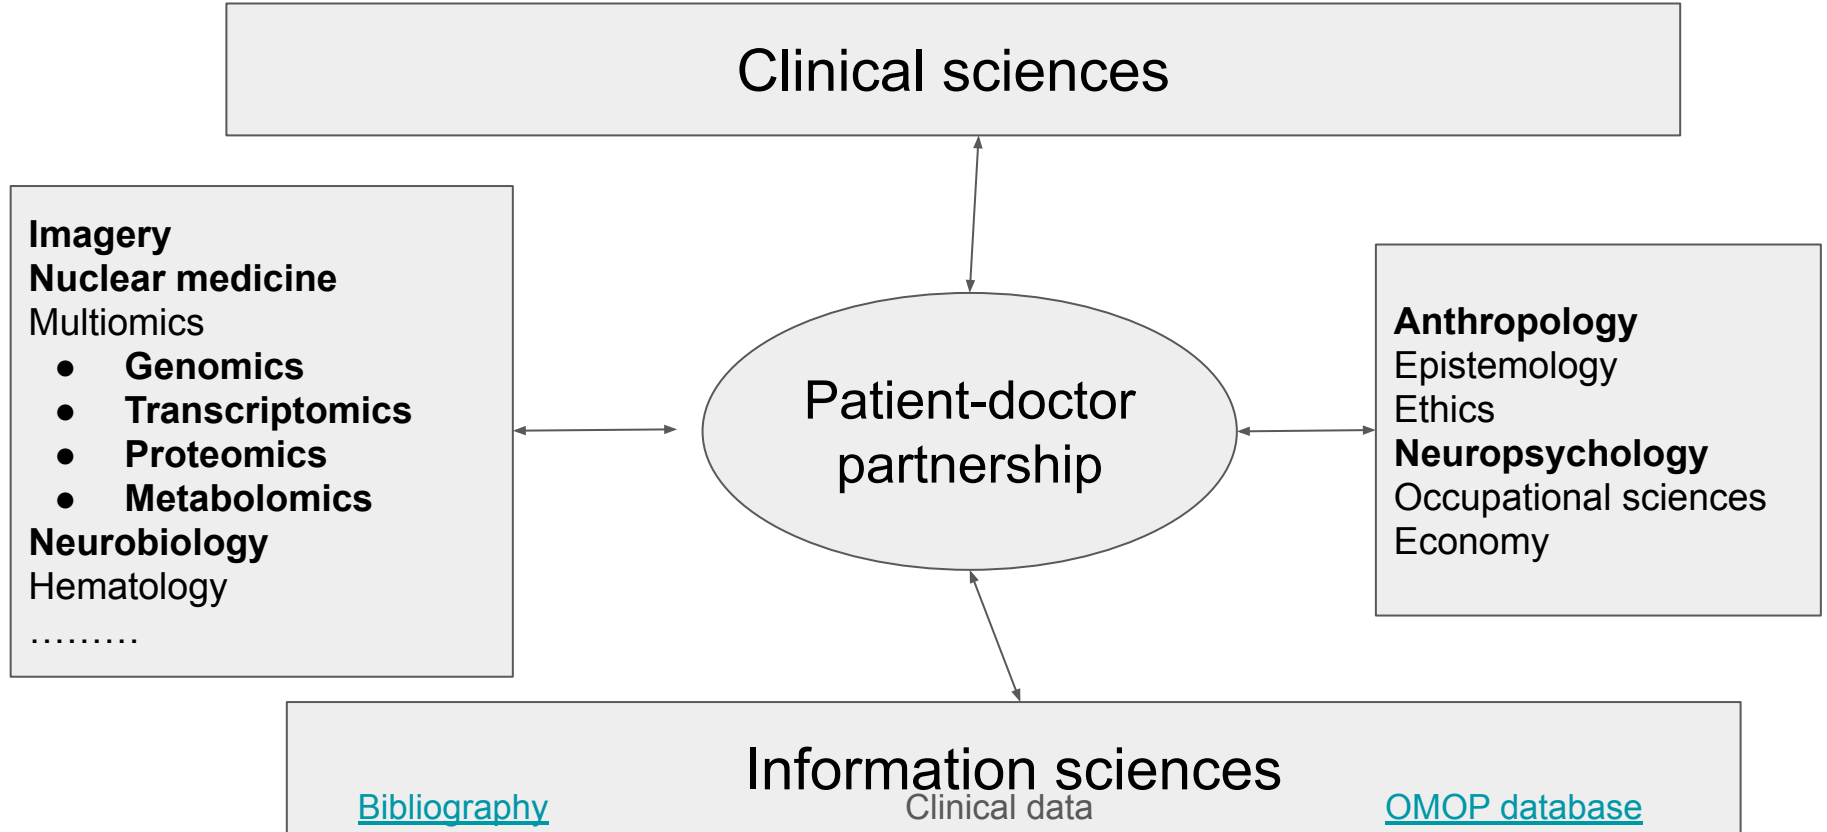 Clinical sciences
Imagery
Nuclear medicine
Multiomics
● Genomics
● Transcriptomics
● Proteomics
● Metabolomics
Neurobiology
Hematology
………
Patient-doctor
partnership
Anthropology
Epistemology
Ethics
Neuropsychology
Occupational sciences
Economy
Information sciences
Bibliography Clinical data OMOP database